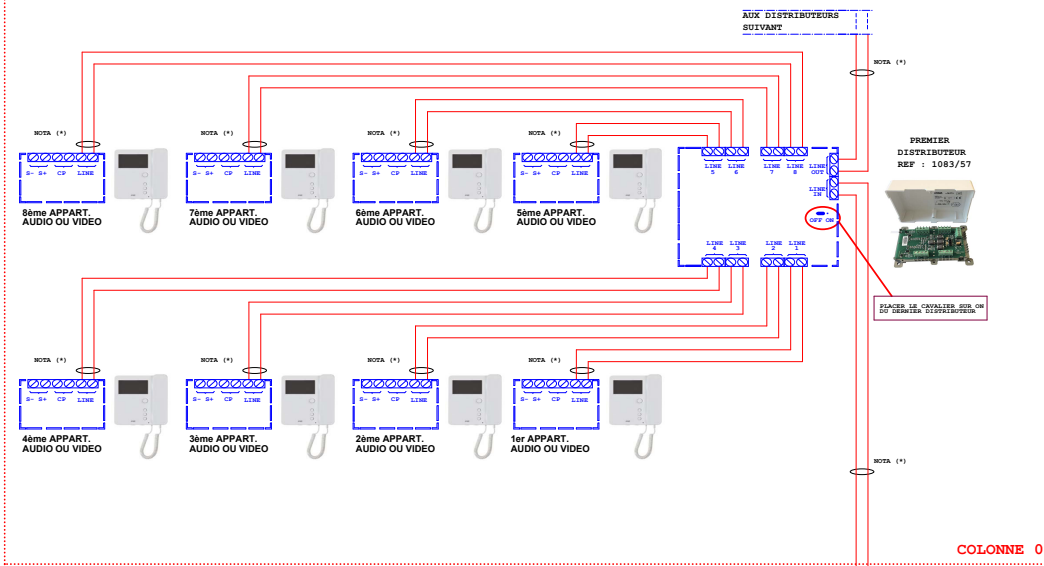 AUX DISTRIBUTEURS
SUIVANT
NOTA (*)
NOTA (*)
NOTA (*)
NOTA (*)
NOTA (*)
S- S+ CP LINE
S- S+ CP LINE
S- S+ CP LINE
S- S+ CP LINE
8ème APPART.
AUDIO OU VIDEO
7ème APPART.
AUDIO OU VIDEO
6ème APPART.
AUDIO OU VIDEO
5ème APPART.
AUDIO OU VIDEO
LINE
5
LINE
6
LINE
7
LINE
8
LINE
OUT
LINE
IN
OFF ON
LINE
4
LINE
3
LINE
2
LINE
1
PREMIER
DISTRIBUTEUR
REF : 1083/57
PLACER LE CAVALIER SUR ON
DU DERNIER DISTRIBUTEUR
NOTA (*)
NOTA (*)
NOTA (*)
NOTA (*)
S- S+ CP LINE
S- S+ CP LINE
S- S+ CP LINE
S- S+ CP LINE
4ème APPART.
AUDIO OU VIDEO
3ème APPART.
AUDIO OU VIDEO
2ème APPART.
AUDIO OU VIDEO
1er APPART.
AUDIO OU VIDEO
NOTA (*)
COLONNE 0